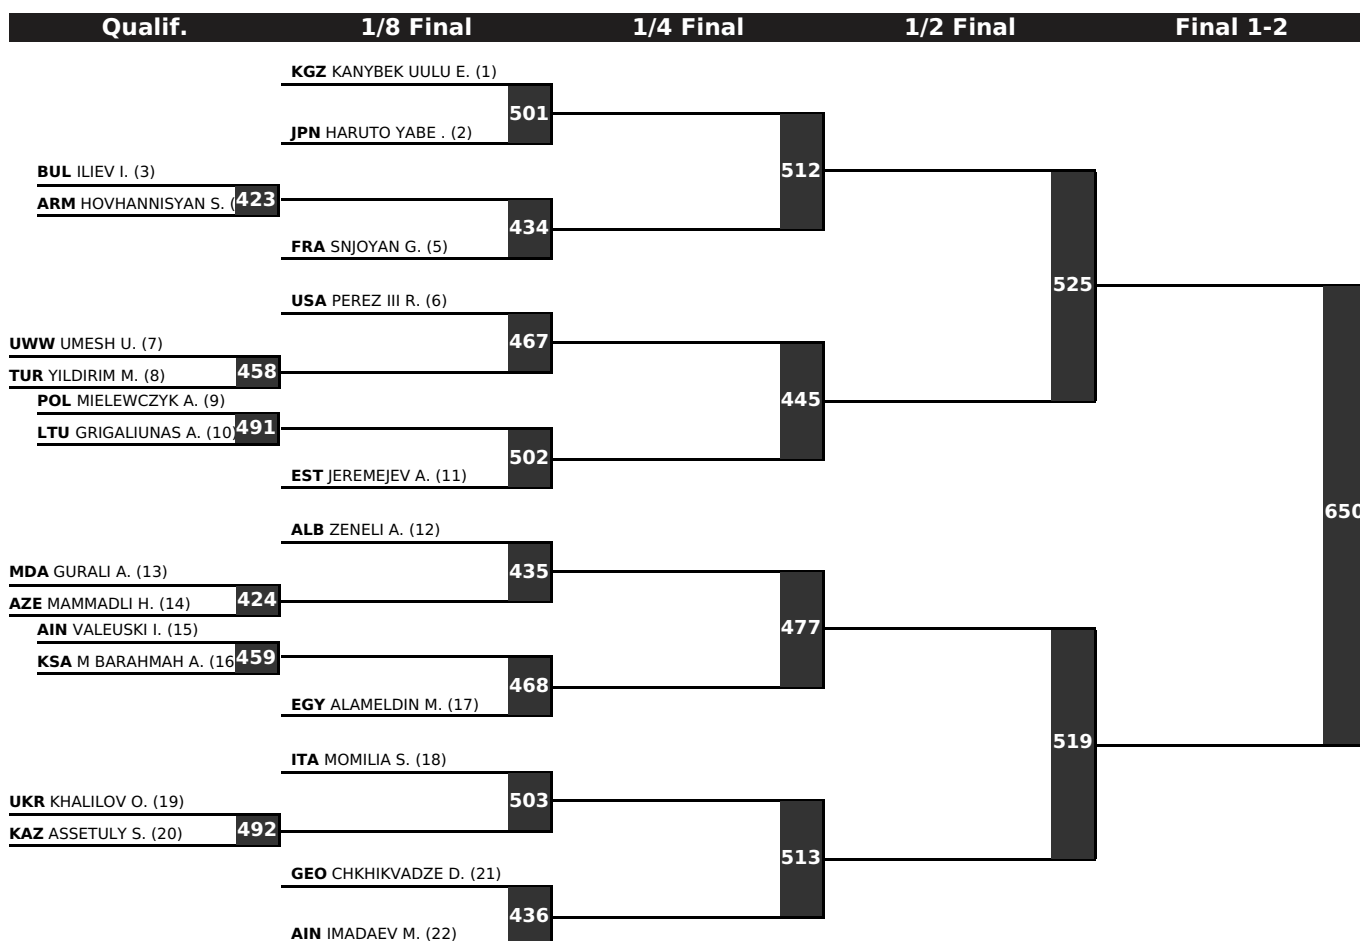 Qualif. 1/8 Final 1/4 Final 1/2 Final Final 1-2
KGZ KANYBEK UULU E. (1)
501
JPN HARUTO YABE . (2)
BUL ILIEV I. (3)
512
423
ARM HOVHANNISYAN S. (
434
FRA SNJOYAN G. (5)
525
USA PEREZ III R. (6)
467
UWW UMESH U. (7)
458
TUR YILDIRIM M. (8)
POL MIELEWCZYK A. (9)
445
491
LTU GRIGALIUNAS A. (10)
502
EST JEREMEJEV A. (11)
650
ALB ZENELI A. (12)
435
MDA GURALI A. (13)
424
AZE MAMMADLI H. (14)
AIN VALEUSKI I. (15)
477
459
KSA M BARAHMAH A. (16
468
EGY ALAMELDIN M. (17)
519
ITA MOMILIA S. (18)
503
UKR KHALILOV O. (19)
492
KAZ ASSETULY S. (20)
513
GEO CHKHIKVADZE D. (21)
436
AIN IMADAEV M. (22)